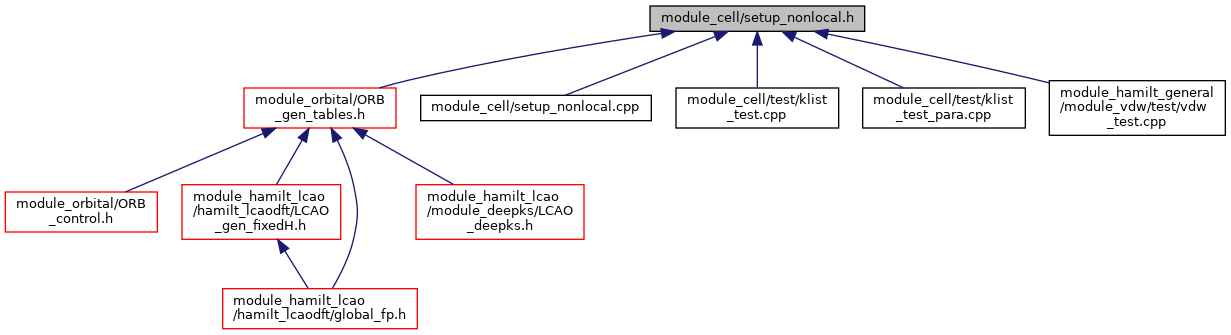 module_cell/setup_nonlocal.h
module_orbital/ORB
_gen_tables.h
module_cell/setup_nonlocal.cpp
module_cell/test/klist
_test.cpp
module_cell/test/klist
_test_para.cpp
module_hamilt_general
/module_vdw/test/vdw
_test.cpp
module_orbital/ORB
_control.h
module_hamilt_lcao
/hamilt_lcaodft/LCAO
_gen_fixedH.h
module_hamilt_lcao
/module_deepks/LCAO
_deepks.h
module_hamilt_lcao
/hamilt_lcaodft/global_fp.h